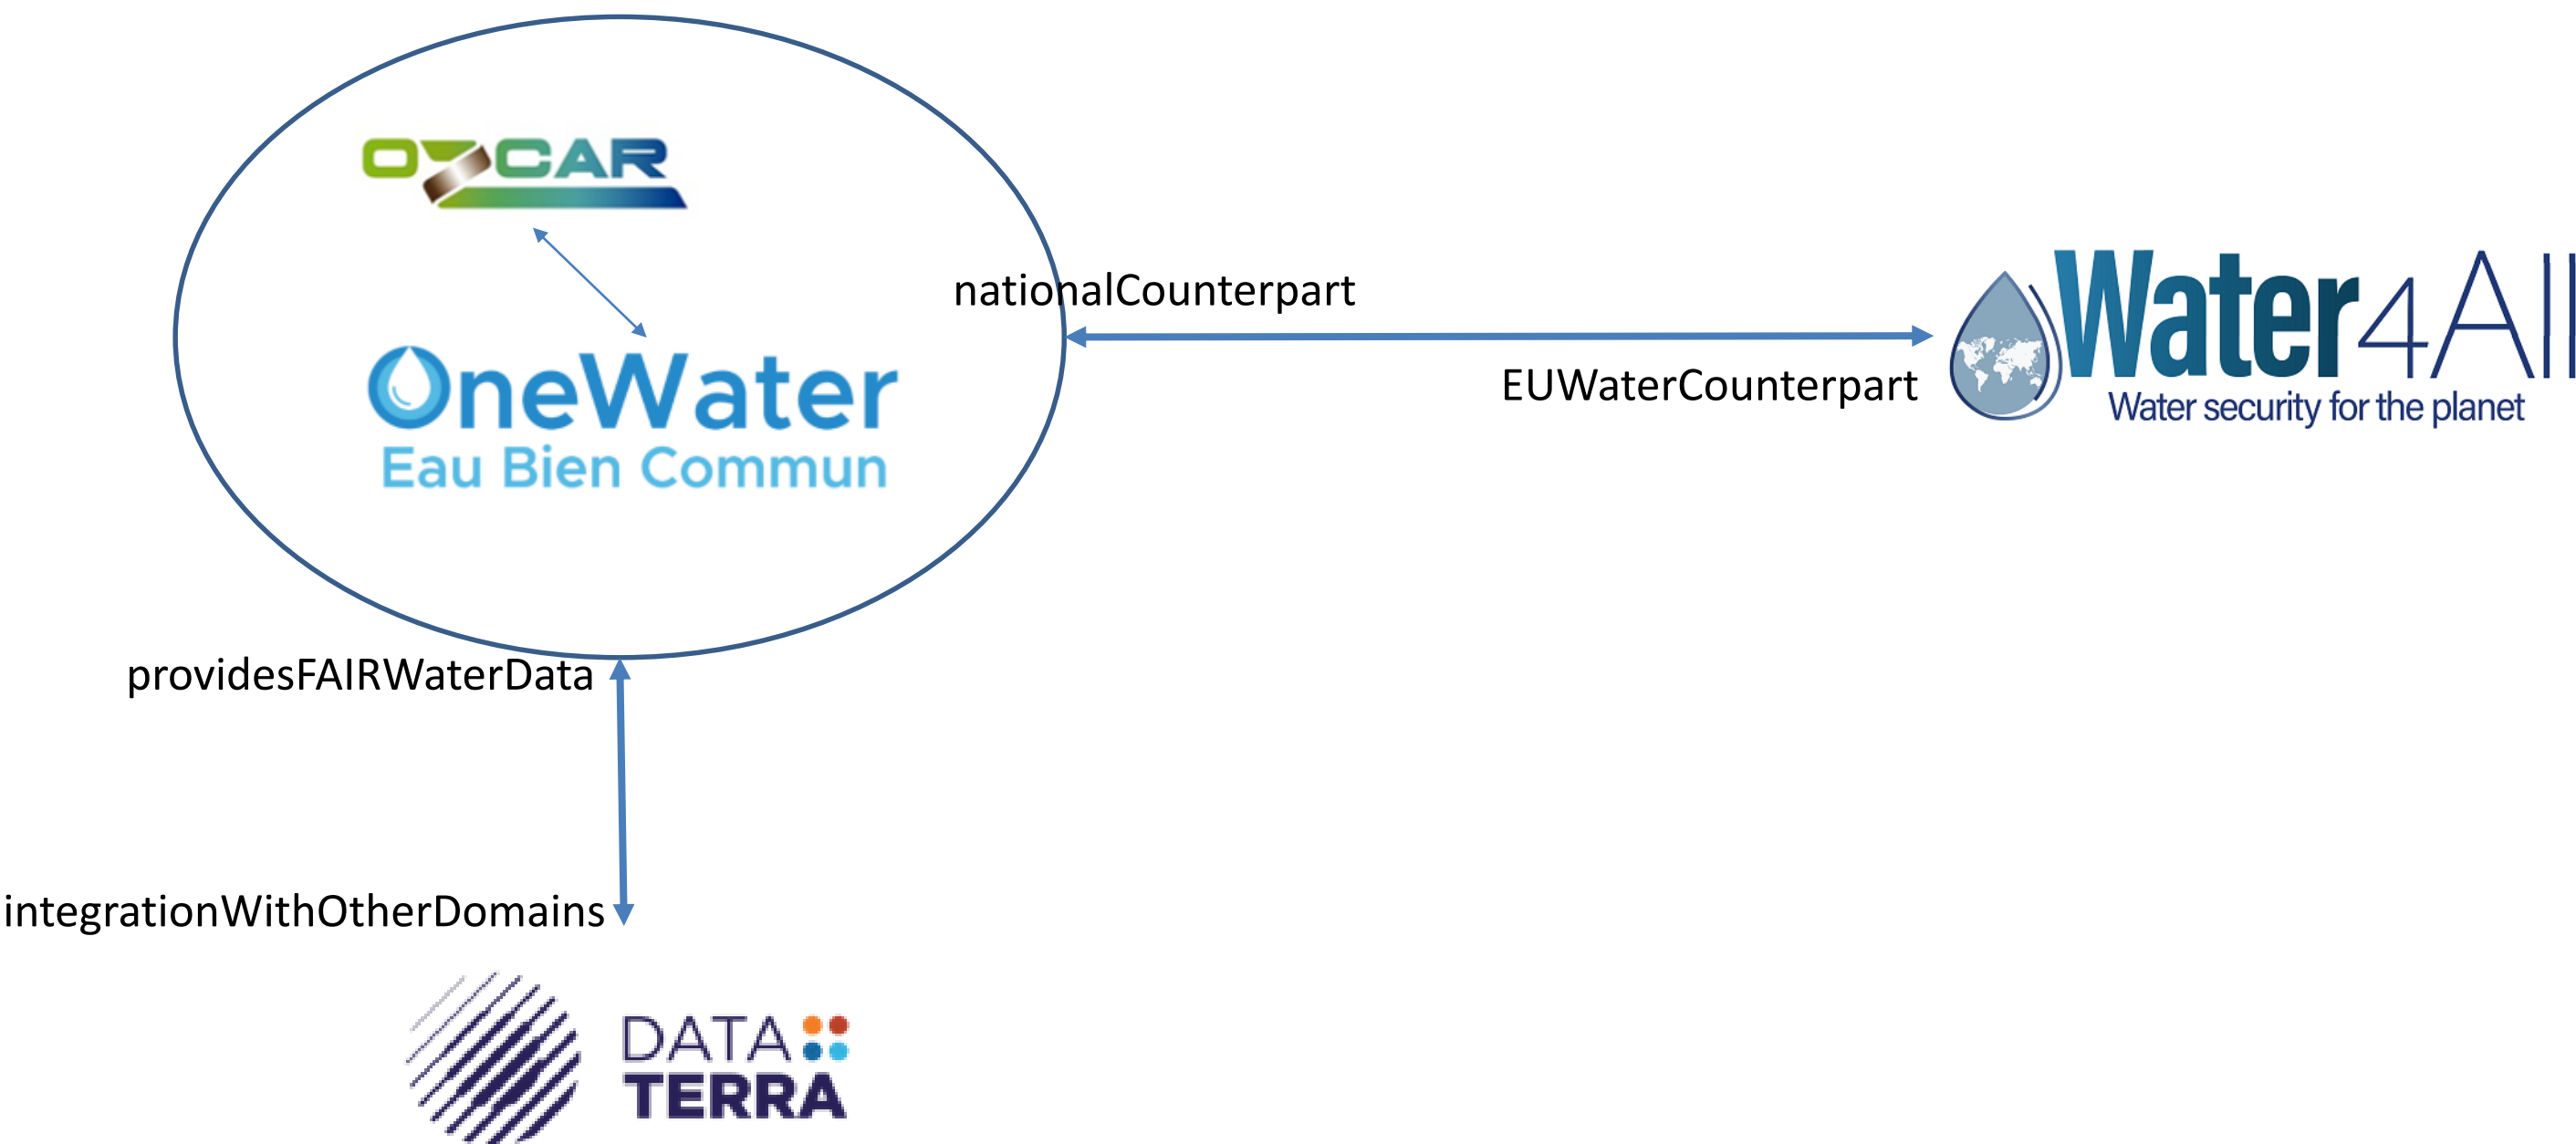 OZCAR
nationalCounterpart
Water4All
OneWater
EUWaterCounterpart
Water security for the planet
Eau Bien Commun
providesFAIRWaterData
integrationWithOtherDomains
DATA
TERRA